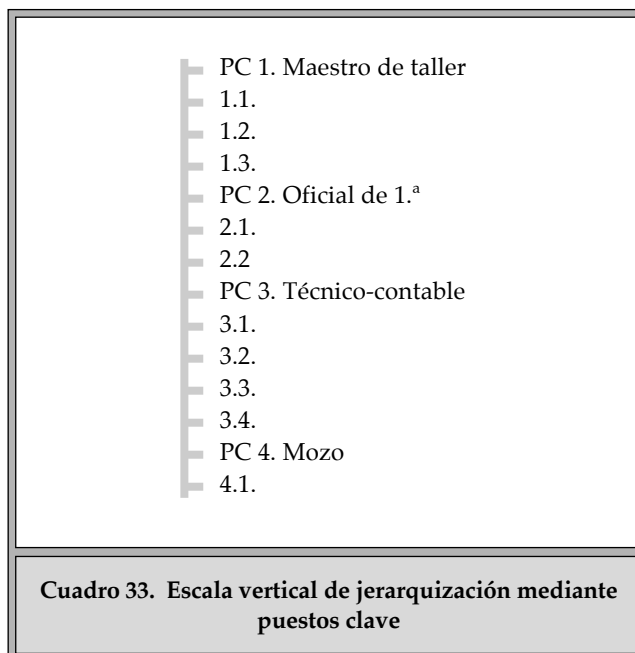 PC 1. Maestro de taller
1.1.
1.2.
1.3.
PC 2. Oficial de 1.ª
2.1.
2.2
PC 3. Técnico-contable
3.1.
3.2.
3.3.
3.4.
PC 4. Mozo
4.1.
Cuadro 33. Escala vertical de jerarquización mediante
puestos clave